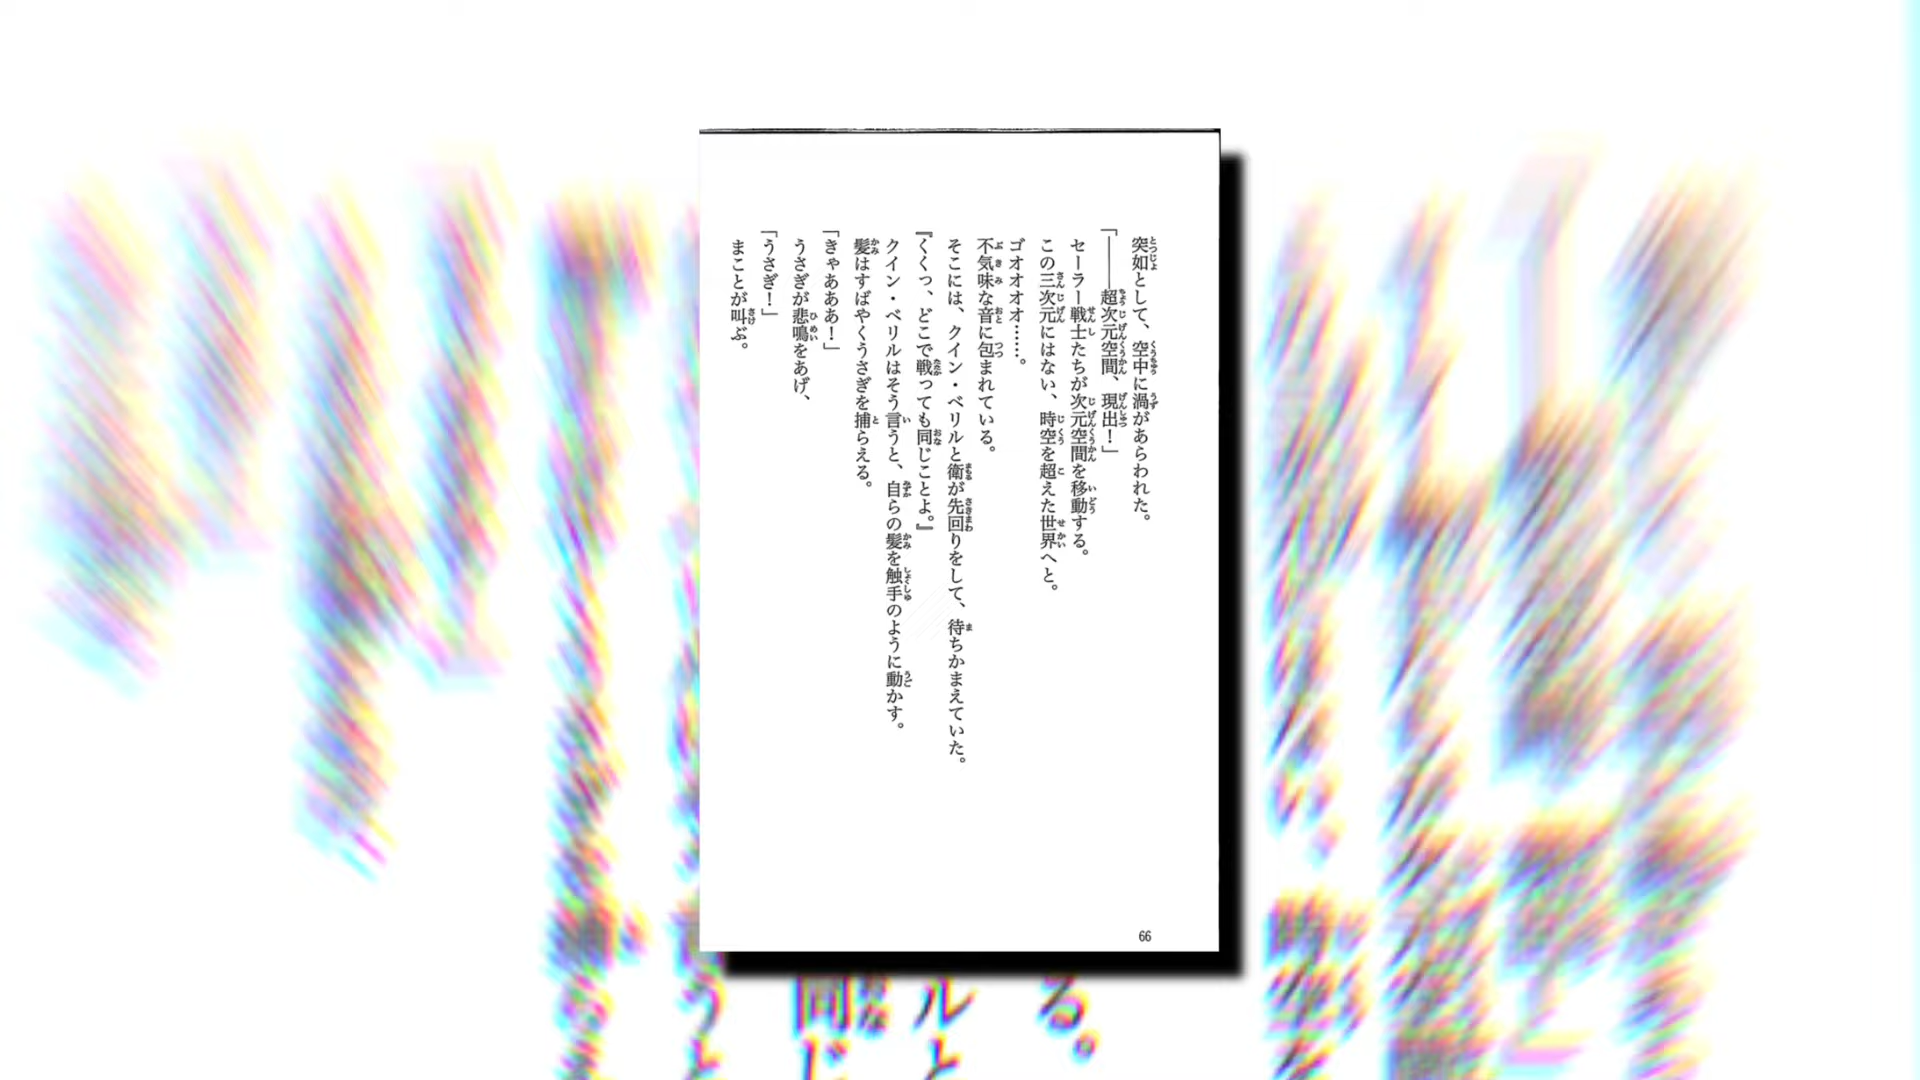 突如として、空中に渦があらわれた。
「――超次元空間、現出！」
セーラー戦士たちが次元空間を移動する。
この三次元にはない、時空を超えた世界へと。
ゴオオオオ……。
不気味な音に包まれている。
そこには、クイン・ベリルと衛が先回りをして、待ちかまえていた。
『くくっ、どこで戦っても同じことよ。』
クイン・ベリルはそう言うと、自らの髪を触手のように動かす。
髪はすばやくうさぎを捕らえる。
「きゃあああ！」
うさぎが悲鳴をあげ、
「うさぎ！」
まことが叫ぶ。
66